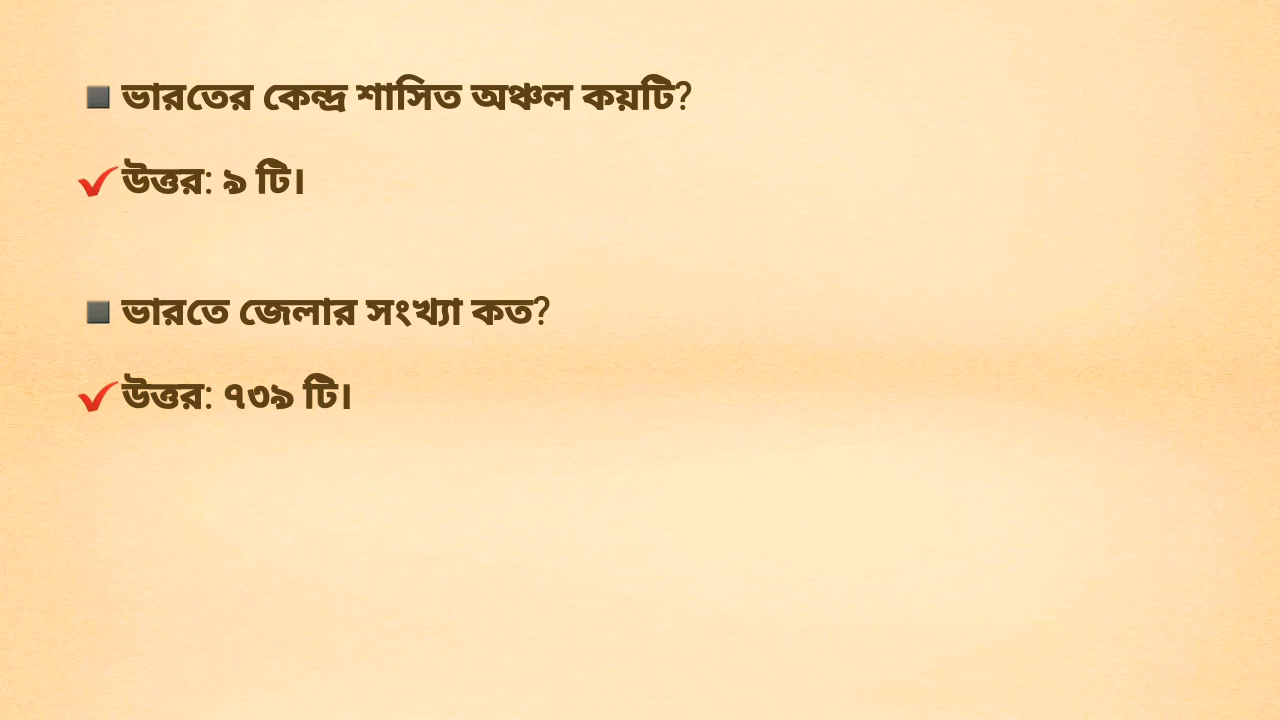 ◾ ভারতের কেন্দ্র শাসিত অঞ্চল কয়টি?
✔ উত্তর: ৯ টি।
◾ ভারতে জেলার সংখ্যা কত?
✔ উত্তর: ৭৩৯ টি।